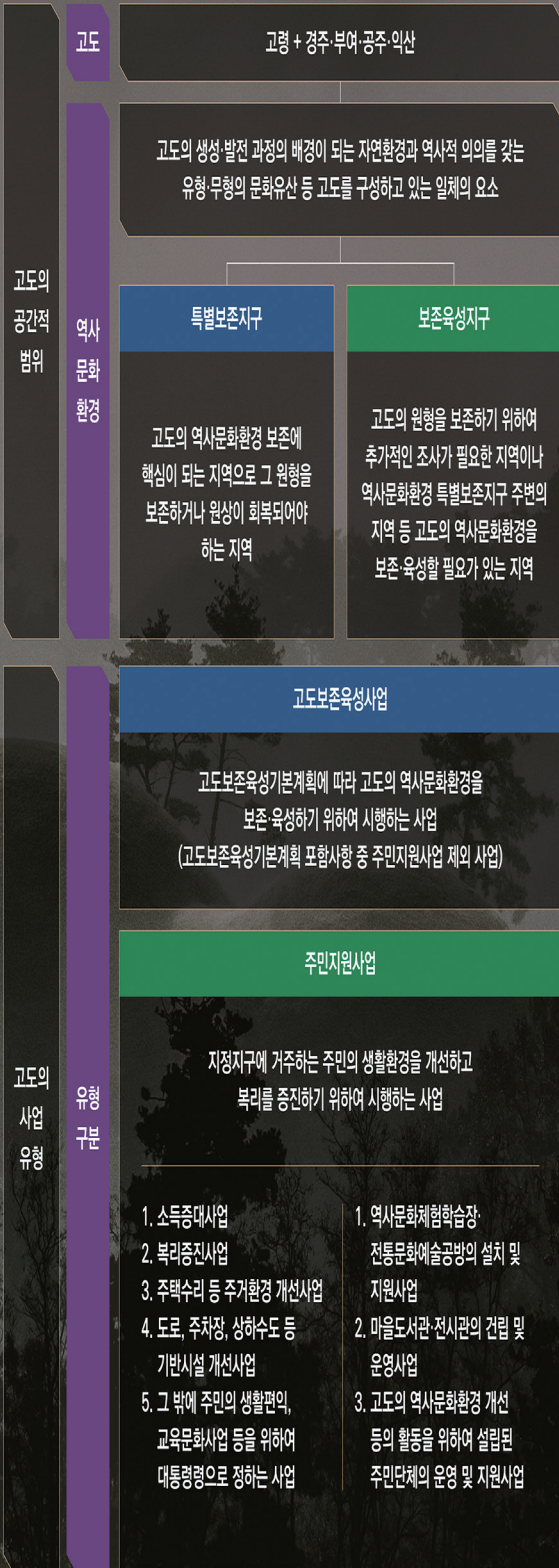 고도의
공간적
범위
고도
고령 + 경주·부여·공주·익산
역사
문화
환경
고도의 생성·발전 과정의 배경이 되는 자연환경과 역사적 의의를 갖는
유형·무형의 문화유산 등 고도를 구성하고 있는 일체의 요소
특별보존지구
고도의 역사문화환경 보존에
핵심이 되는 지역으로 그 원형을
보존하거나 원상이 회복되어야
하는 지역
보존육성지구
고도의 원형을 보존하기 위하여
추가적인 조사가 필요한 지역이나
역사문화환경 특별보존지구 주변의
지역 등 고도의 역사문화환경을
보존·육성할 필요가 있는 지역
고도의
사업
유형
유형
구분
고도보존육성사업
고도보존육성기본계획에 따라 고도의 역사문화환경을
보존·육성하기 위하여 시행하는 사업
(고도보존육성기본계획 포함사항 중 주민지원사업 제외 사업)
주민지원사업
지정지구에 거주하는 주민의 생활환경을 개선하고
복리를 증진하기 위하여 시행하는 사업
1. 소득증대사업
2. 복리증진사업
3. 주택수리 등 주거환경 개선사업
4. 도로, 주차장, 상하수도 등
기반시설 개선사업
5. 그 밖에 주민의 생활편익,
교육문화사업 등을 위하여
대통령령으로 정하는 사업
1. 역사문화체험학습장·
전통문화예술공방의 설치 및
지원사업
2. 마을도서관·전시관의 건립 및
운영사업
3. 고도의 역사문화환경 개선
등의 활동을 위하여 설립된
주민단체의 운영 및 지원사업